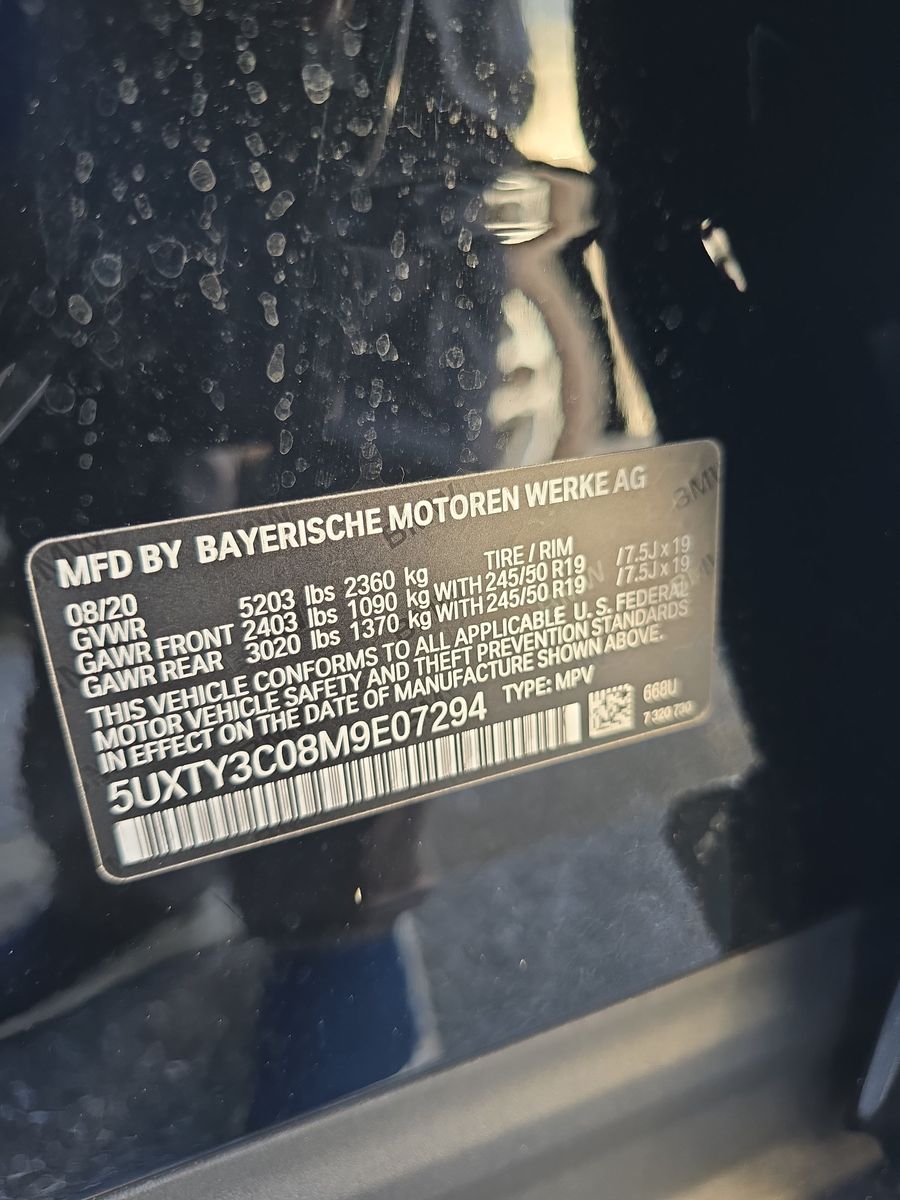 MFD BY BAYERISCHE MOTOREN WERKE AG
08/20 TIRE / RIM
GVWR 5203 lbs 2360 kg
GAWR FRONT 2403 lbs 1090 kg WITH 245/50 R19 /7.5J x 19
GAWR REAR 3020 lbs 1370 kg WITH 245/50 R19 /7.5J x 19
THIS VEHICLE CONFORMS TO ALL APPLICABLE U.S. FEDERAL
MOTOR VEHICLE SAFETY AND THEFT PREVENTION STANDARDS
IN EFFECT ON THE DATE OF MANUFACTURE SHOWN ABOVE.
5UXTY3C08M9E07294 TYPE: MPV
668U
7 320 730